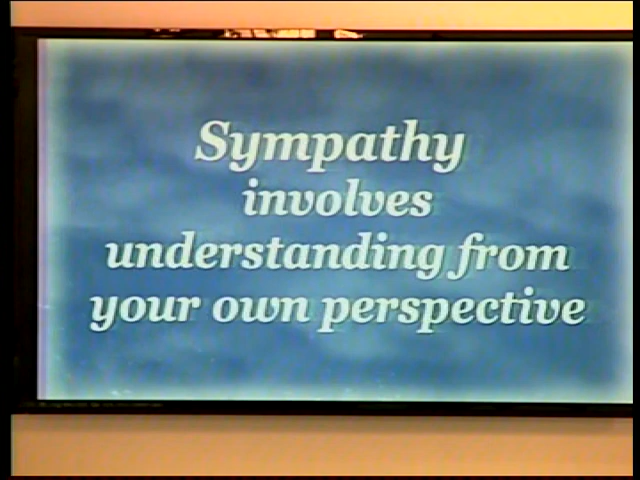 Sympathy
involves
understanding from
your own perspective